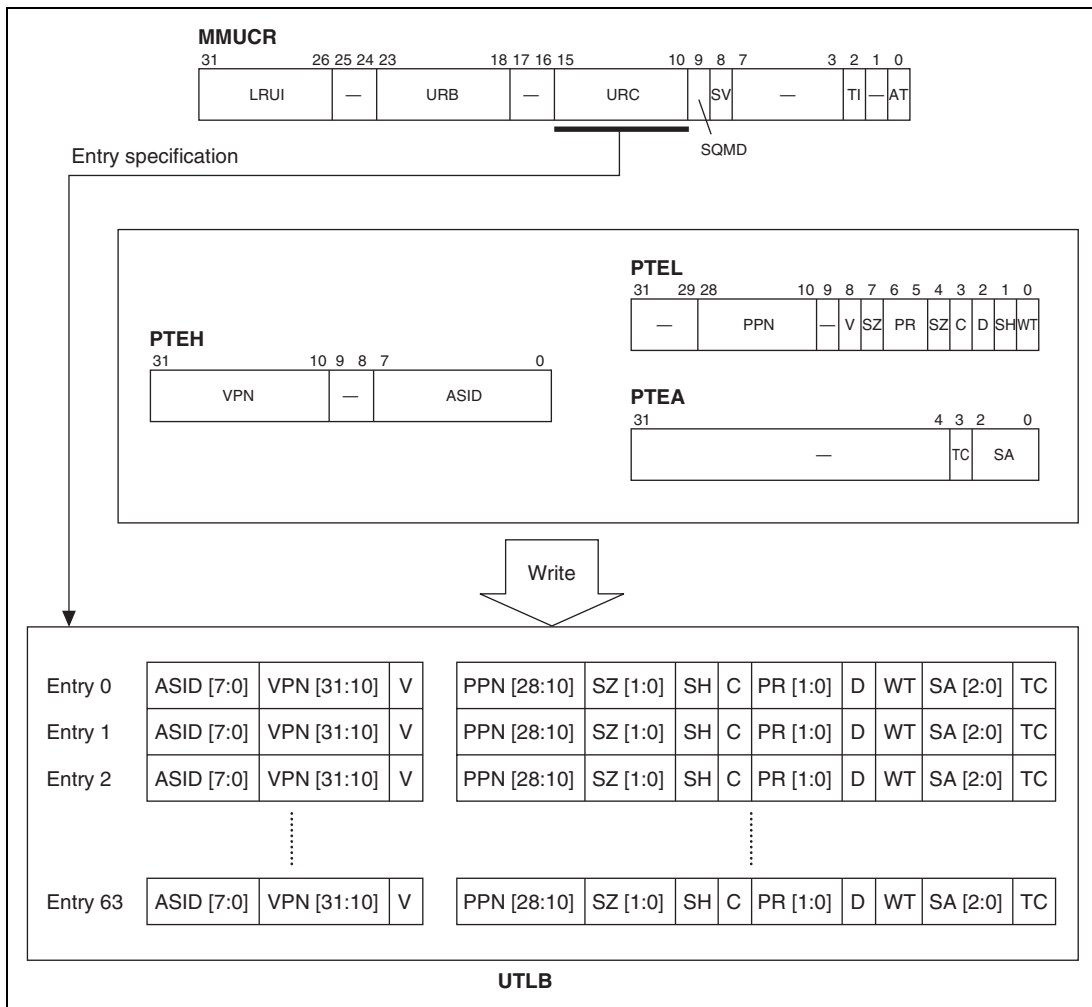 MMUCR
31 26 25 24 23 18 17 16 15 10 9 8 7 3 2 1 0
LRUI — URB — URC SV — TI — AT
SQMD
Entry specification
PTEL
31 29 28 10 9 8 7 6 5 4 3 2 1 0
— PPN — V SZ PR SZ C D SH WT
PTEH
31 10 9 8 7 0
VPN — ASID
PTEA
31 4 3 2 0
— TC SA
Write
Entry 0 ASID [7:0] VPN [31:10] V PPN [28:10] SZ [1:0] SH C PR [1:0] D WT SA [2:0] TC
Entry 1 ASID [7:0] VPN [31:10] V PPN [28:10] SZ [1:0] SH C PR [1:0] D WT SA [2:0] TC
Entry 2 ASID [7:0] VPN [31:10] V PPN [28:10] SZ [1:0] SH C PR [1:0] D WT SA [2:0] TC
Entry 63 ASID [7:0] VPN [31:10] V PPN [28:10] SZ [1:0] SH C PR [1:0] D WT SA [2:0] TC
UTLB